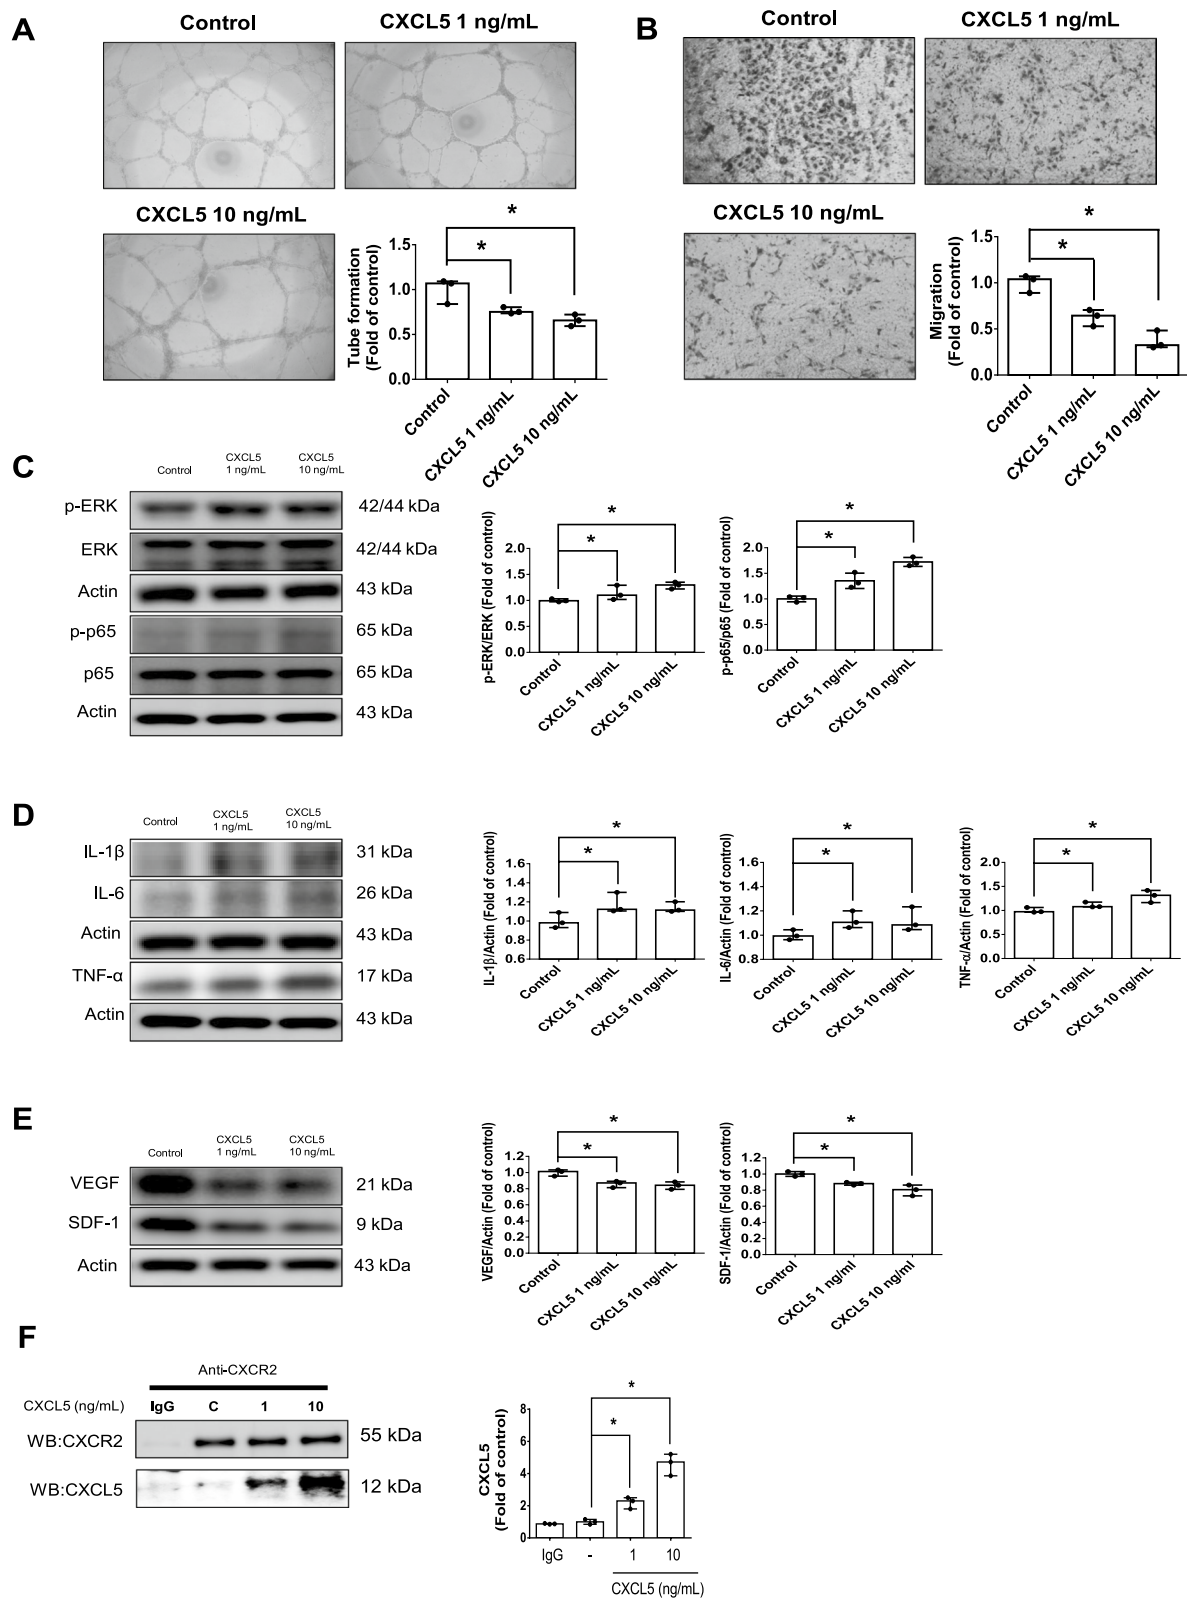 A
Control
CXCL5 1 ng/mL
CXCL5 10 ng/mL
*
*
Tube formation
(Fold of control)
1.5
1.0
0.5
0.0
Control
CXCL5 1 ng/mL
CXCL5 10 ng/mL
B
Control
CXCL5 1 ng/mL
CXCL5 10 ng/mL
*
*
Migration
(Fold of control)
1.5
1.0
0.5
0.0
Control
CXCL5 1 ng/mL
CXCL5 10 ng/mL
C
Control
CXCL5
1 ng/mL
CXCL5
10 ng/mL
p-ERK 42/44 kDa
ERK 42/44 kDa
Actin 43 kDa
p-p65 65 kDa
p65 65 kDa
Actin 43 kDa
*
*
p-ERK/ERK (Fold of control)
2.0
1.5
1.0
0.5
0.0
Control
CXCL5 1 ng/mL
CXCL5 10 ng/mL
*
*
p-p65/p65 (Fold of control)
2.0
1.5
1.0
0.5
0.0
Control
CXCL5 1 ng/mL
CXCL5 10 ng/mL
D
Control
CXCL5
1 ng/mL
CXCL5
10 ng/mL
IL-1β 31 kDa
IL-6 26 kDa
Actin 43 kDa
TNF-α 17 kDa
Actin 43 kDa
*
*
IL-1β/Actin (Fold of control)
1.6
1.4
1.2
1.0
0.8
0.6
Control
CXCL5 1 ng/mL
CXCL5 10 ng/mL
*
*
IL-6/Actin (Fold of control)
1.6
1.4
1.2
1.0
0.8
Control
CXCL5 1 ng/mL
CXCL5 10 ng/mL
*
*
TNF-α/Actin (Fold of control)
2.0
1.5
1.0
0.5
0.0
Control
CXCL5 1 ng/mL
CXCL5 10 ng/mL
E
Control
CXCL5
1 ng/mL
CXCL5
10 ng/mL
VEGF 21 kDa
SDF-1 9 kDa
Actin 43 kDa
*
*
VEGF/Actin (Fold of control)
1.2
1.0
0.8
0.6
0.4
0.2
0.0
Control
CXCL5 1 ng/mL
CXCL5 10 ng/mL
*
*
SDF-1/Actin (Fold of control)
1.2
1.0
0.8
0.6
0.4
0.2
0.0
Control
CXCL5 1 ng/ml
CXCL5 10 ng/ml
F
Anti-CXCR2
CXCL5 (ng/mL) IgG C 1 10
WB:CXCR2 55 kDa
WB:CXCL5 12 kDa
*
*
CXCL5
(Fold of control)
8
6
4
2
0
IgG - 1 10
CXCL5 (ng/mL)